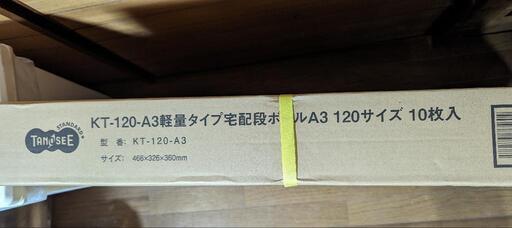 TANOSEE
STANDARD+
KT-120-A3軽量タイプ宅配段ボールA3 120サイズ 10枚入
型 番: KT-120-A3
サイズ: 466×326×360mm